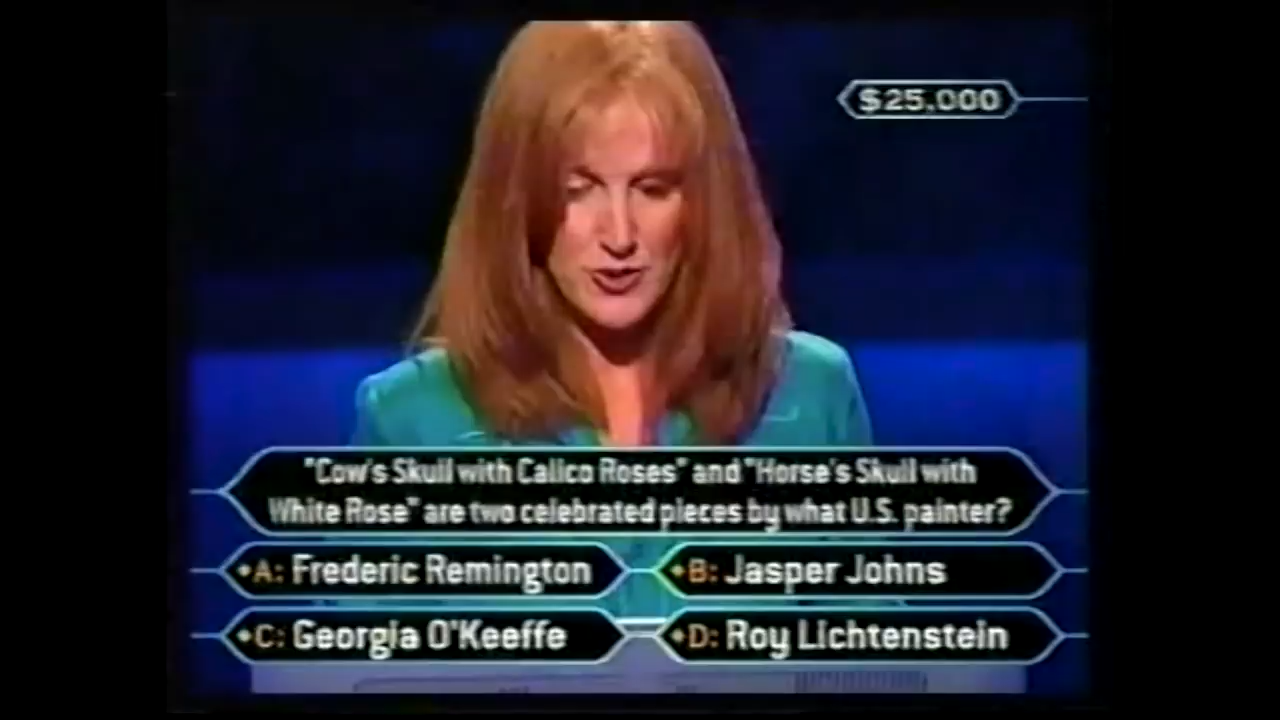 $25,000
"Cow's Skull with Calico Roses" and "Horse's Skull with
White Rose" are two celebrated pieces by what U.S. painter?
A: Frederic Remington
B: Jasper Johns
C: Georgia O'Keeffe
D: Roy Lichtenstein